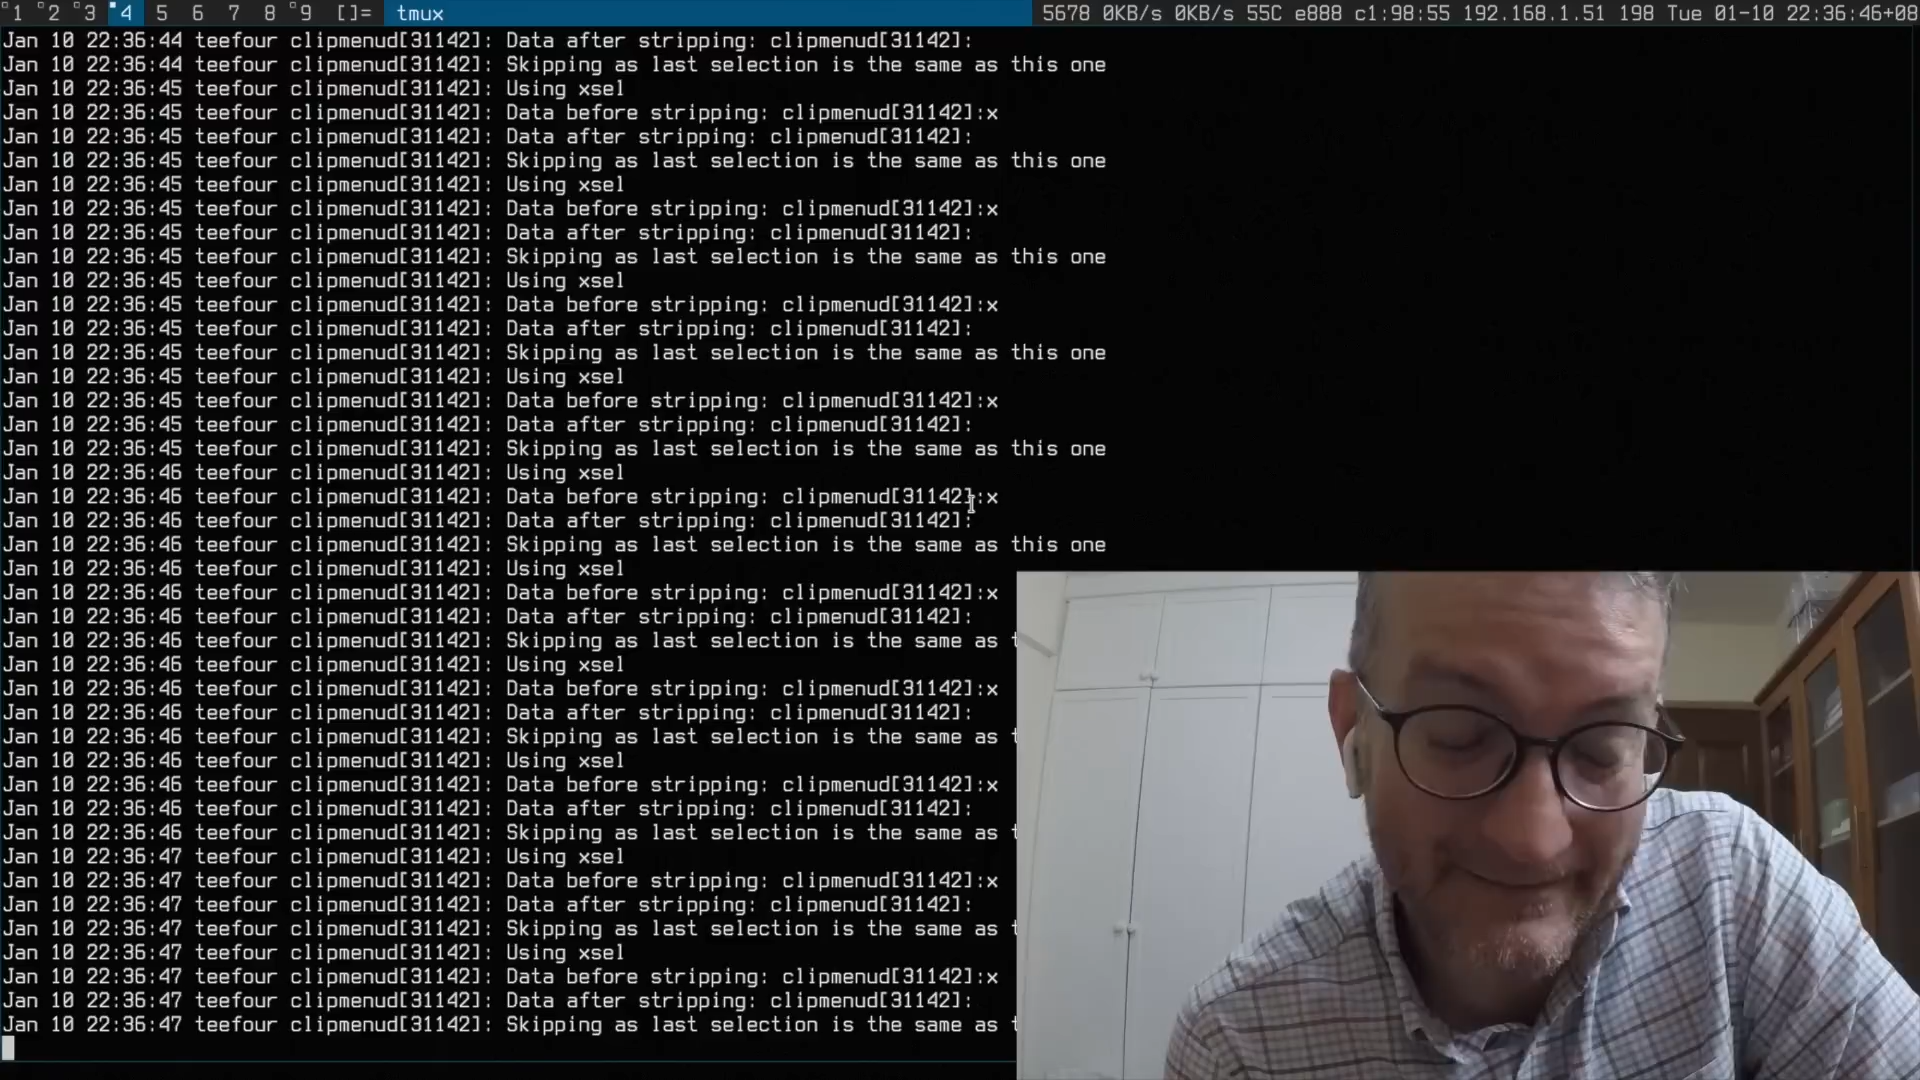 1 2 3 4 5 6 7 8 9 []= tmux 5678 0KB/s 0KB/s 55C e888 c1:98:55 192.168.1.51 198 Tue 01-10 22:36:46+08
Jan 10 22:36:44 teefour clipmenud[31142]: Data after stripping: clipmenud[31142]:
Jan 10 22:36:44 teefour clipmenud[31142]: Skipping as last selection is the same as this one
Jan 10 22:36:45 teefour clipmenud[31142]: Using xsel
Jan 10 22:36:45 teefour clipmenud[31142]: Data before stripping: clipmenud[31142]:x
Jan 10 22:36:45 teefour clipmenud[31142]: Data after stripping: clipmenud[31142]:
Jan 10 22:36:45 teefour clipmenud[31142]: Skipping as last selection is the same as this one
Jan 10 22:36:45 teefour clipmenud[31142]: Using xsel
Jan 10 22:36:45 teefour clipmenud[31142]: Data before stripping: clipmenud[31142]:x
Jan 10 22:36:45 teefour clipmenud[31142]: Data after stripping: clipmenud[31142]:
Jan 10 22:36:45 teefour clipmenud[31142]: Skipping as last selection is the same as this one
Jan 10 22:36:45 teefour clipmenud[31142]: Using xsel
Jan 10 22:36:45 teefour clipmenud[31142]: Data before stripping: clipmenud[31142]:x
Jan 10 22:36:45 teefour clipmenud[31142]: Data after stripping: clipmenud[31142]:
Jan 10 22:36:45 teefour clipmenud[31142]: Skipping as last selection is the same as this one
Jan 10 22:36:45 teefour clipmenud[31142]: Using xsel
Jan 10 22:36:45 teefour clipmenud[31142]: Data before stripping: clipmenud[31142]:x
Jan 10 22:36:45 teefour clipmenud[31142]: Data after stripping: clipmenud[31142]:
Jan 10 22:36:45 teefour clipmenud[31142]: Skipping as last selection is the same as this one
Jan 10 22:36:46 teefour clipmenud[31142]: Using xsel
Jan 10 22:36:46 teefour clipmenud[31142]: Data before stripping: clipmenud[31142]:x
Jan 10 22:36:46 teefour clipmenud[31142]: Data after stripping: clipmenud[31142]:
Jan 10 22:36:46 teefour clipmenud[31142]: Skipping as last selection is the same as this one
Jan 10 22:36:46 teefour clipmenud[31142]: Using xsel
Jan 10 22:36:46 teefour clipmenud[31142]: Data before stripping: clipmenud[31142]:x
Jan 10 22:36:46 teefour clipmenud[31142]: Data after stripping: clipmenud[31142]:
Jan 10 22:36:46 teefour clipmenud[31142]: Skipping as last selection is the same as t
Jan 10 22:36:46 teefour clipmenud[31142]: Using xsel
Jan 10 22:36:46 teefour clipmenud[31142]: Data before stripping: clipmenud[31142]:x
Jan 10 22:36:46 teefour clipmenud[31142]: Data after stripping: clipmenud[31142]:
Jan 10 22:36:46 teefour clipmenud[31142]: Skipping as last selection is the same as t
Jan 10 22:36:46 teefour clipmenud[31142]: Using xsel
Jan 10 22:36:46 teefour clipmenud[31142]: Data before stripping: clipmenud[31142]:x
Jan 10 22:36:46 teefour clipmenud[31142]: Data after stripping: clipmenud[31142]:
Jan 10 22:36:46 teefour clipmenud[31142]: Skipping as last selection is the same as t
Jan 10 22:36:47 teefour clipmenud[31142]: Using xsel
Jan 10 22:36:47 teefour clipmenud[31142]: Data before stripping: clipmenud[31142]:x
Jan 10 22:36:47 teefour clipmenud[31142]: Data after stripping: clipmenud[31142]:
Jan 10 22:36:47 teefour clipmenud[31142]: Skipping as last selection is the same as t
Jan 10 22:36:47 teefour clipmenud[31142]: Using xsel
Jan 10 22:36:47 teefour clipmenud[31142]: Data before stripping: clipmenud[31142]:x
Jan 10 22:36:47 teefour clipmenud[31142]: Data after stripping: clipmenud[31142]:
Jan 10 22:36:47 teefour clipmenud[31142]: Skipping as last selection is the same as t